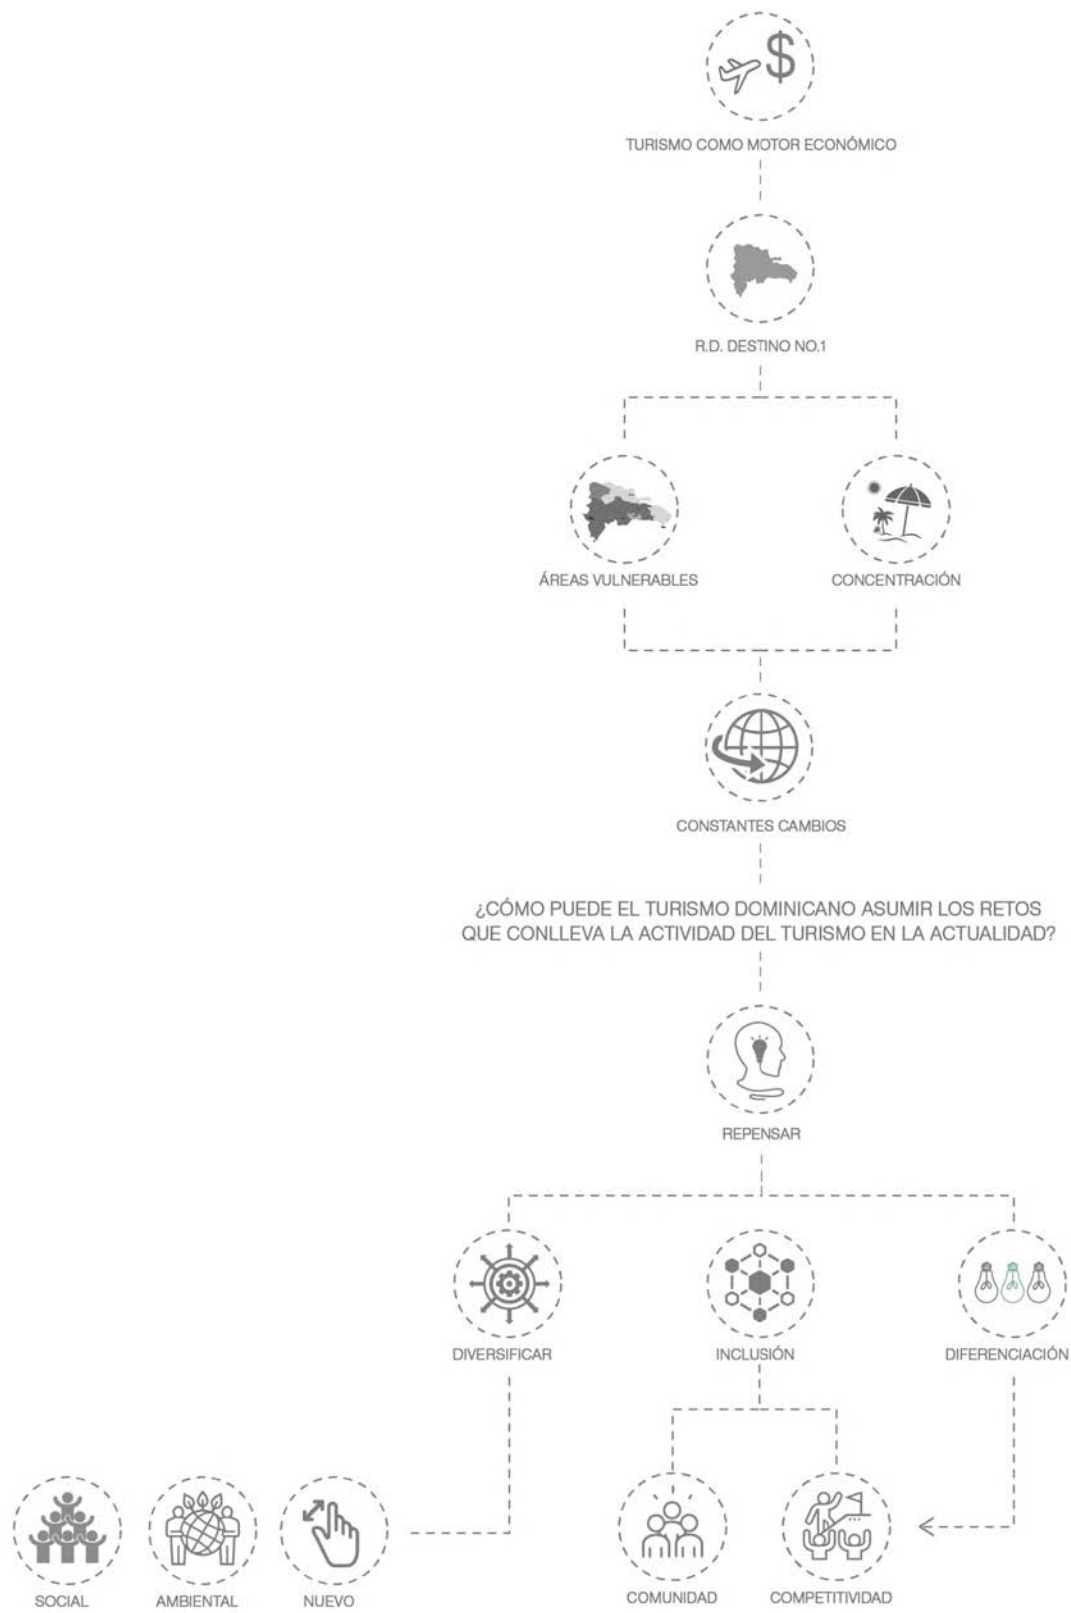 $
TURISMO COMO MOTOR ECONÓMICO
R.D. DESTINO NO.1
ÁREAS VULNERABLES
CONCENTRACIÓN
CONSTANTES CAMBIOS
¿CÓMO PUEDE EL TURISMO DOMINICANO ASUMIR LOS RETOS
QUE CONLLEVA LA ACTIVIDAD DEL TURISMO EN LA ACTUALIDAD?
REPENSAR
DIVERSIFICAR
INCLUSIÓN
DIFERENCIACIÓN
SOCIAL
AMBIENTAL
NUEVO
COMUNIDAD
COMPETITIVIDAD